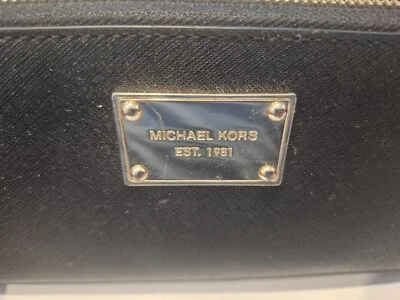 MICHAEL KORS
EST. 1981